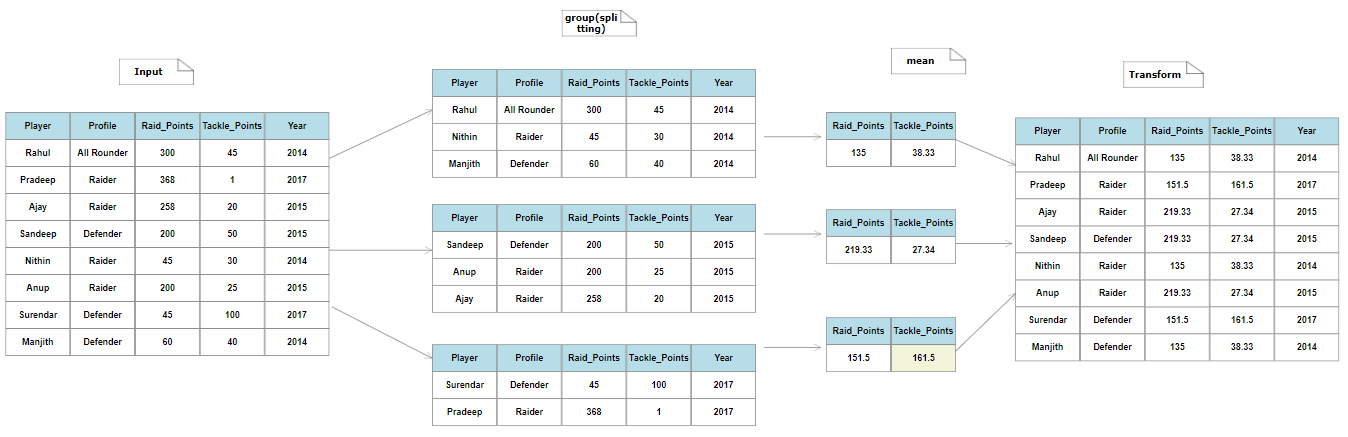 group(spli
tting)
Input
mean
Transform
Player Profile Raid_Points Tackle_Points Year
Rahul All Rounder 300 45 2014
Pradeep Raider 368 1 2017
Ajay Raider 258 20 2015
Sandeep Defender 200 50 2015
Nithin Raider 45 30 2014
Anup Raider 200 25 2015
Surendar Defender 45 100 2017
Manjith Defender 60 40 2014
Player Profile Raid_Points Tackle_Points Year
Rahul All Rounder 300 45 2014
Nithin Raider 45 30 2014
Manjith Defender 60 40 2014
Player Profile Raid_Points Tackle_Points Year
Sandeep Defender 200 50 2015
Anup Raider 200 25 2015
Ajay Raider 258 20 2015
Player Profile Raid_Points Tackle_Points Year
Surendar Defender 45 100 2017
Pradeep Raider 368 1 2017
Raid_Points Tackle_Points
135 38.33
Raid_Points Tackle_Points
219.33 27.34
Raid_Points Tackle_Points
151.5 161.5
Player Profile Raid_Points Tackle_Points Year
Rahul All Rounder 135 38.33 2014
Pradeep Raider 151.5 161.5 2017
Ajay Raider 219.33 27.34 2015
Sandeep Defender 219.33 27.34 2015
Nithin Raider 135 38.33 2014
Anup Raider 219.33 27.34 2015
Surendar Defender 151.5 161.5 2017
Manjith Defender 135 38.33 2014